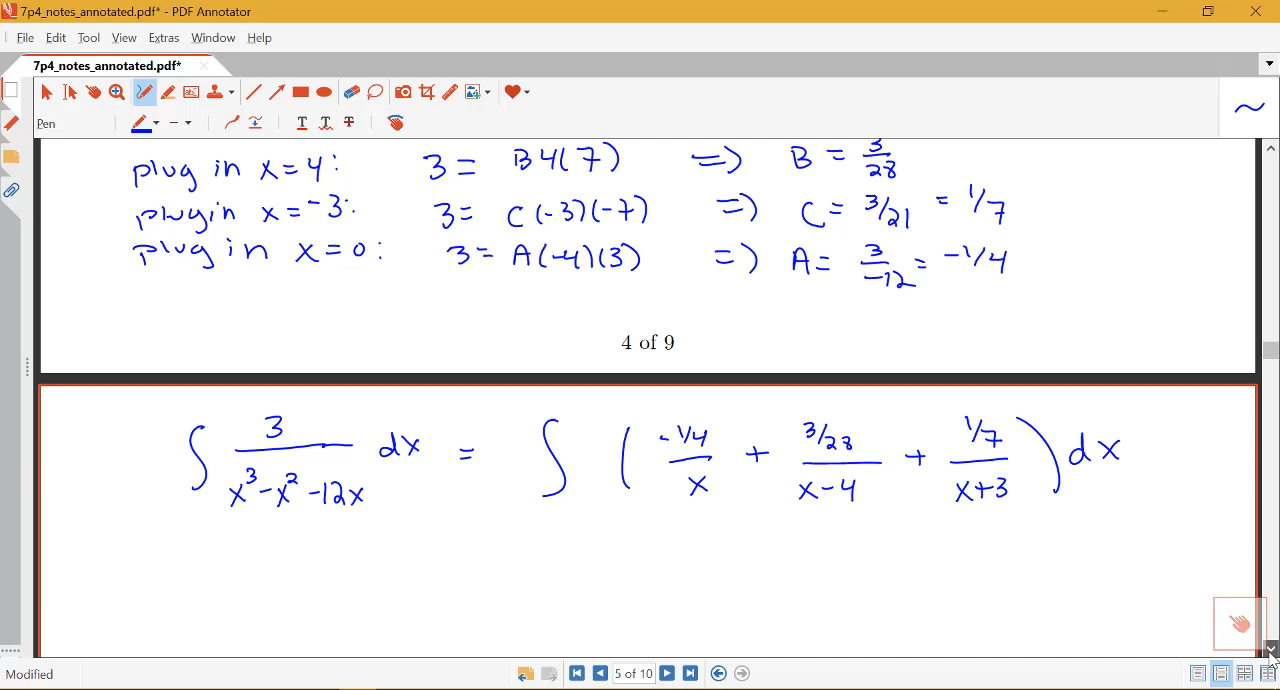 7p4_notes_annotated.pdf* - PDF Annotator
File Edit Tool View Extras Window Help
7p4_notes_annotated.pdf*
Pen
plug in x=4: 3 = B4(7) => B = 3/28
plug in x=-3: 3 = C(-3)(-7) => C = 3/21 = 1/7
plug in x=0: 3 = A(-4)(3) => A = 3/-12 = -1/4
4 of 9
∫ 3/(x³-x²-12x) dx = ∫ ( (-1/4)/x + (3/28)/(x-4) + (1/7)/(x+3) ) dx
Modified 5 of 10